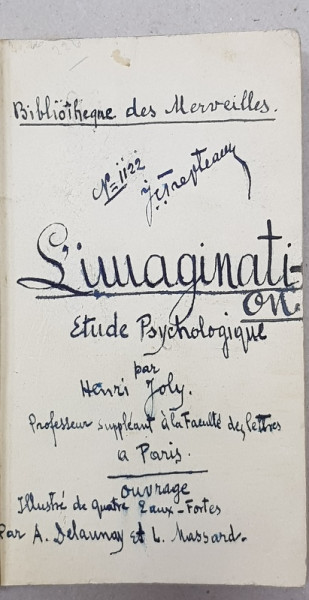 Bibliothèque des Merveilles.
No 1122
L'imaginati-
on
Etude Psychologique
par
Henri Joly.
Professeur suppléant à la Faculté des lettres
a Paris.
ouvrage
Illustré de quatre Eaux-Fortes
Par A. Delaunay et L. Massard.